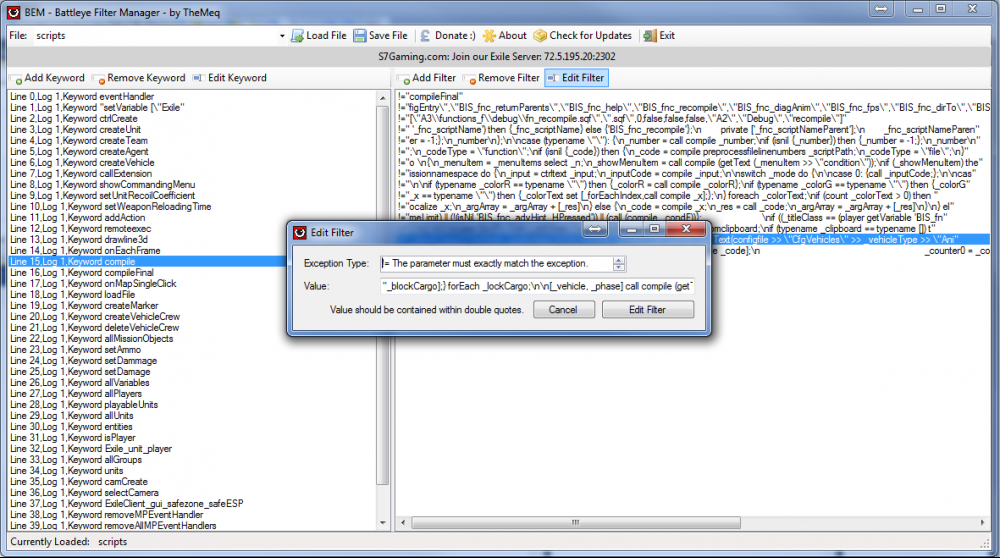 BEM - Battleye Filter Manager - by TheMeq
File: scripts Load File Save File Donate :) About Check for Updates Exit
S7Gaming.com: Join our Exile Server: 72.5.195.20:2302
Add Keyword Remove Keyword Edit Keyword Add Filter Remove Filter Edit Filter
Line 0,Log 1,Keyword eventHandler
Line 1,Log 1,Keyword "setVariable [\"Exile"
Line 2,Log 1,Keyword ctrlCreate
Line 3,Log 1,Keyword createUnit
Line 4,Log 1,Keyword createTeam
Line 5,Log 1,Keyword createAgent
Line 6,Log 1,Keyword createVehicle
Line 7,Log 1,Keyword callExtension
Line 8,Log 1,Keyword showCommandingMenu
Line 9,Log 1,Keyword setUnitRecoilCoefficient
Line 10,Log 1,Keyword setWeaponReloadingTime
Line 11,Log 1,Keyword addAction
Line 12,Log 1,Keyword remoteexec
Line 13,Log 1,Keyword drawline3d
Line 14,Log 1,Keyword onEachFrame
Line 15,Log 1,Keyword compile
Line 16,Log 1,Keyword compileFinal
Line 17,Log 1,Keyword onMapSingleClick
Line 18,Log 1,Keyword loadFile
Line 19,Log 1,Keyword createMarker
Line 20,Log 1,Keyword createVehicleCrew
Line 21,Log 1,Keyword deleteVehicleCrew
Line 22,Log 1,Keyword allMissionObjects
Line 23,Log 1,Keyword setAmmo
Line 24,Log 1,Keyword setDammage
Line 25,Log 1,Keyword setDamage
Line 26,Log 1,Keyword allVariables
Line 27,Log 1,Keyword allPlayers
Line 28,Log 1,Keyword playableUnits
Line 29,Log 1,Keyword allUnits
Line 30,Log 1,Keyword entities
Line 31,Log 1,Keyword isPlayer
Line 32,Log 1,Keyword Exile_unit_player
Line 33,Log 1,Keyword allGroups
Line 34,Log 1,Keyword units
Line 35,Log 1,Keyword camCreate
Line 36,Log 1,Keyword selectCamera
Line 37,Log 1,Keyword ExileClient_gui_safezone_safeESP
Line 38,Log 1,Keyword removeMPEventHandler
Line 39,Log 1,Keyword removeAllMPEventHandlers
!="compileFinal"
!="figEntry\",\"BIS_fnc_returnParents\",\"BIS_fnc_help\",\"BIS_fnc_recompile\",\"BIS_fnc_diagAnim\",\"BIS_fnc_fps\",\"BIS_fnc_dirTo\",\"BIS
!="[\"A3\functions_f\\debug\\fn_recompile.sqf\",\".sqf\",0,false,false,false,\"A2\",\"Debug\",\"recompile\"]"
!="' '_fnc_scriptName') then {_fnc_scriptName} else {'BIS_fnc_recompile'};\n private ['_fnc_scriptNameParent'];\n _fnc_scriptNameParen"
!="er = -1;};\n_number\n};\n\n\ncase (typename \"\"): {\n_number = call compile _number;\nif (isnil {_number}) then {_number = -1;};\n_number\n"
!=";\n_codeType = \"function\";\nif (isnil {_code}) then {\n_code = compile preprocessfilelinenumbers _scriptPath;\n_codeType = \"file\";\n}"
!="o \n{\n_menuItem = _menuItems select _n;\n_showMenuItem = call compile (getText (_menuItem >> \"condition\"));\nif (_showMenuItem) the"
!="issionnamespace do {\n_input = ctrltext _input;\n_inputCode = compile _input;\n\n\nswitch _mode do {\n\ncase 0: {call _inputCode;};\n\n\ncas"
!="\"\n\nif (typename _colorR == typename \"\") then {_colorR = call compile _colorR};\nif (typename _colorG == typename \"\") then {_colorG"
!="_x == typename \"\") then {_colorText set [_forEachIndex,call compile _x];};\n} foreach _colorText;\nif (count _colorText > 0) then "
!="ocalize _x;\n_argArray = _argArray + [_res]\n} else {\n_code = compile _x;\n_res = call _code;\n_argArray = _argArray + [_res]\n}\n} el"
\nif ((_titleClass == (player getVariable 'BIS_fn"
mclipboard;\nif (typename _clipboard == typename []) t"
Text(configfile >> \"CfgVehicles\" >> _vehicleType >> \"Ani"
_code];\n _counter0 = _co
Edit Filter
Exception Type: != The parameter must exactly match the exception.
Value: "_blockCargo];} forEach _lockCargo;\n\n[_vehicle, _phase] call compile (get
Value should be contained within double quotes. Cancel Edit Filter
Currently Loaded: scripts